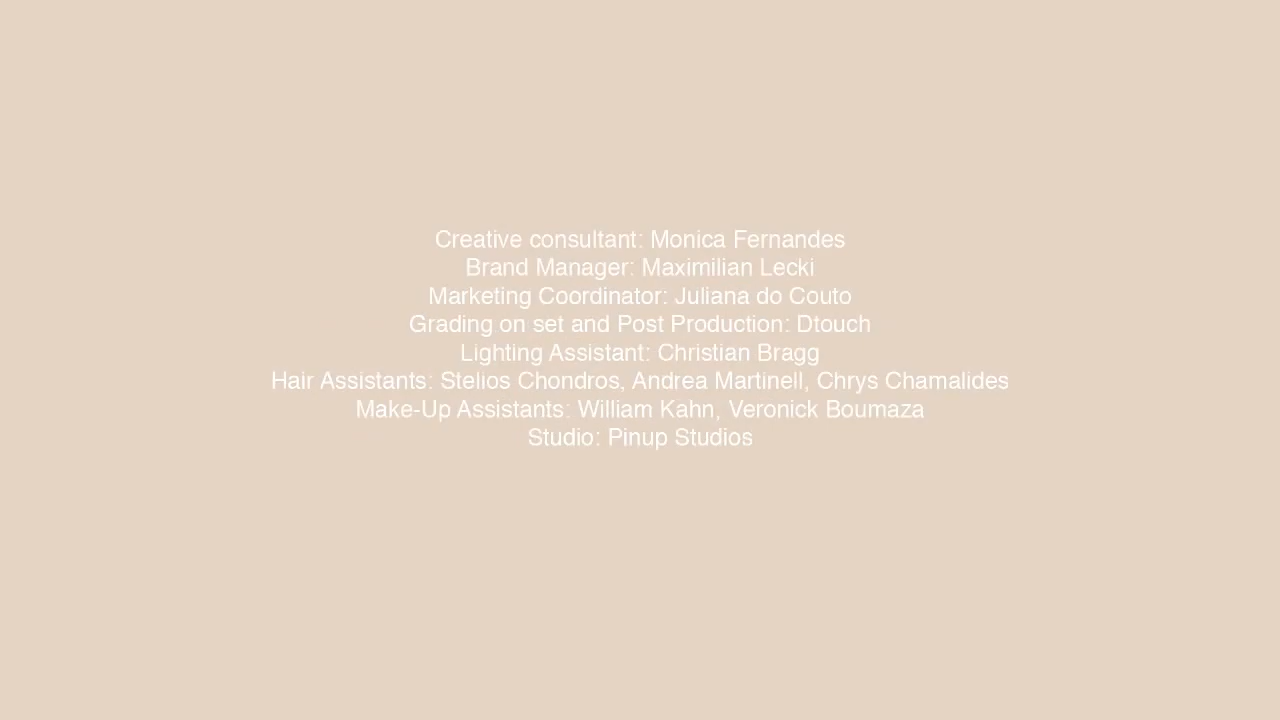 Creative consultant: Monica Fernandes
Brand Manager: Maximilian Lecki
Marketing Coordinator: Juliana do Couto
Grading on set and Post Production: Dtouch
Lighting Assistant: Christian Bragg
Hair Assistants: Stelios Chondros, Andrea Martinell, Chrys Chamalides
Make-Up Assistants: William Kahn, Veronick Boumaza
Studio: Pinup Studios